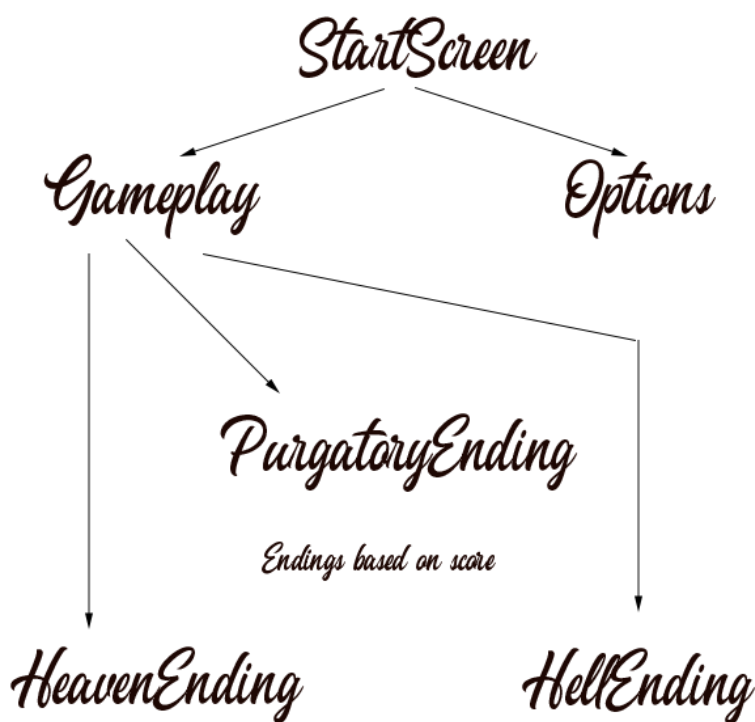 StartScreen
Gameplay
Options
PurgatoryEnding
Endings based on score
HeavenEnding
HellEnding